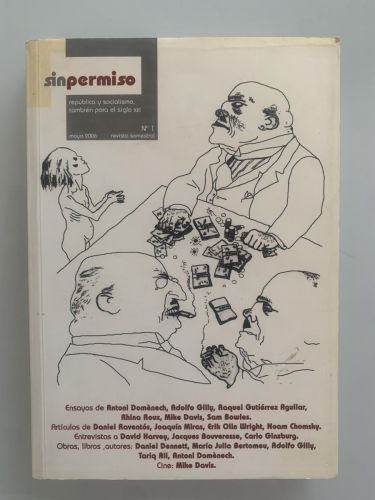 sinpermiso
república y socialismo,
también para el siglo XXI
Nº 1
mayo 2006 revista semestral
Ensayos de Antoni Domènech, Adolfo Gilly, Raquel Gutiérrez Aguilar,
Rhina Roux, Mike Davis, Sam Bowles.
Artículos de Daniel Raventós, Joaquín Miras, Erik Olin Wright, Noam Chomsky.
Entrevistas a David Harvey, Jacques Bouveresse, Carlo Ginzburg.
Obras, libros ,autores: Daniel Dennett, María Julia Bertomeu, Adolfo Gilly,
Tariq Ali, Antoni Domènech.
Cine: Mike Davis.